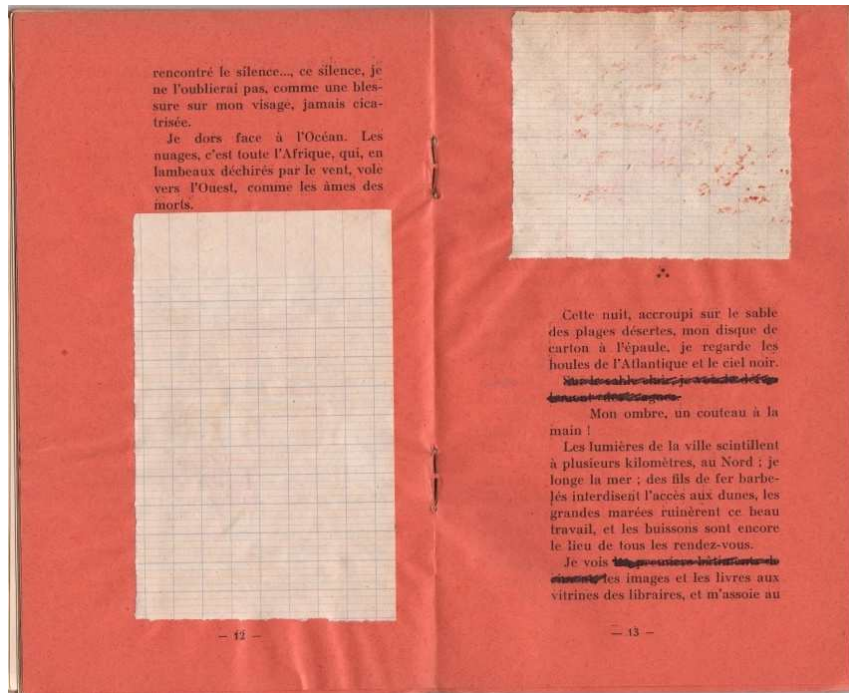 rencontré le silence..., ce silence, je
ne l'oublierai pas, comme une bles-
sure sur mon visage, jamais cica-
trisée.
Je dors face à l'Océan. Les
nuages, c'est toute l'Afrique, qui, en
lambeaux déchirés par le vent, vole
vers l'Ouest, comme les âmes des
morts.
— 12 —
Cette nuit, accroupi sur le sable
des plages désertes, mon disque de
carton à l'épaule, je regarde les
houles de l'Atlantique et le ciel noir.
Mon ombre, un couteau à la
main !
Les lumières de la ville scintillent
à plusieurs kilomètres, au Nord ; je
longe la mer ; des fils de fer barbe-
lés interdisent l'accès aux dunes, les
grandes marées ruinèrent ce beau
travail, et les buissons sont encore
le lieu de tous les rendez-vous.
Je vois
les images et les livres aux
vitrines des libraires, et m'assoie au
— 13 —